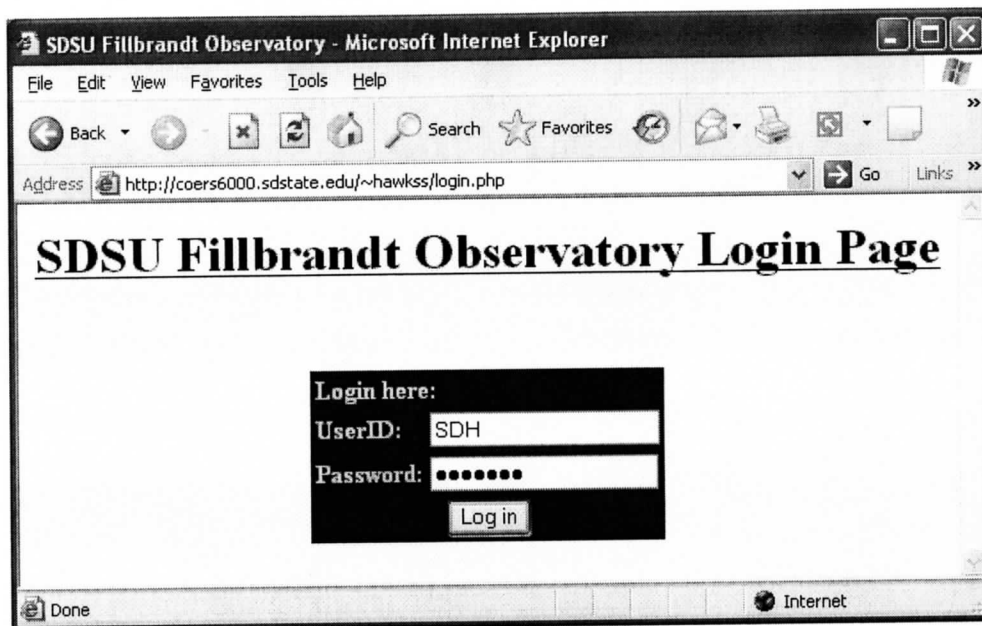 SDSU Fillbrandt Observatory - Microsoft Internet Explorer
File Edit View Favorites Tools Help
Back Search Favorites »
Address http://coers6000.sdstate.edu/~hawkss/login.php Go Links »
SDSU Fillbrandt Observatory Login Page
Login here:
UserID: SDH
Password: •••••••
Log in
Done Internet